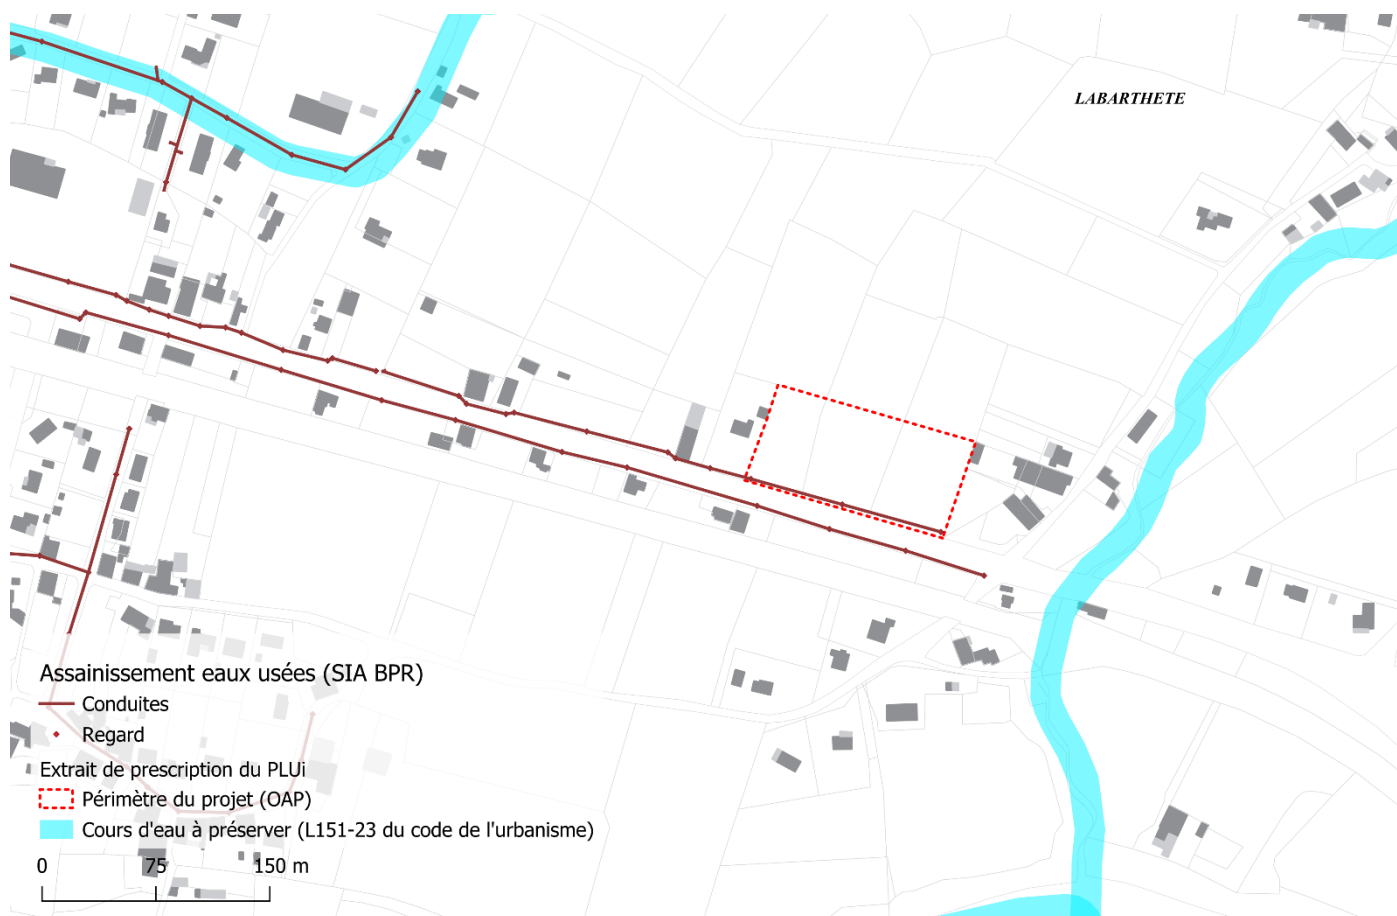 LABARTHETE
Assainissement eaux usées (SIA BPR)
Conduites
Regard
Extrait de prescription du PLUi
Périmètre du projet (OAP)
Cours d'eau à préserver (L151-23 du code de l'urbanisme)
0 75 150 m